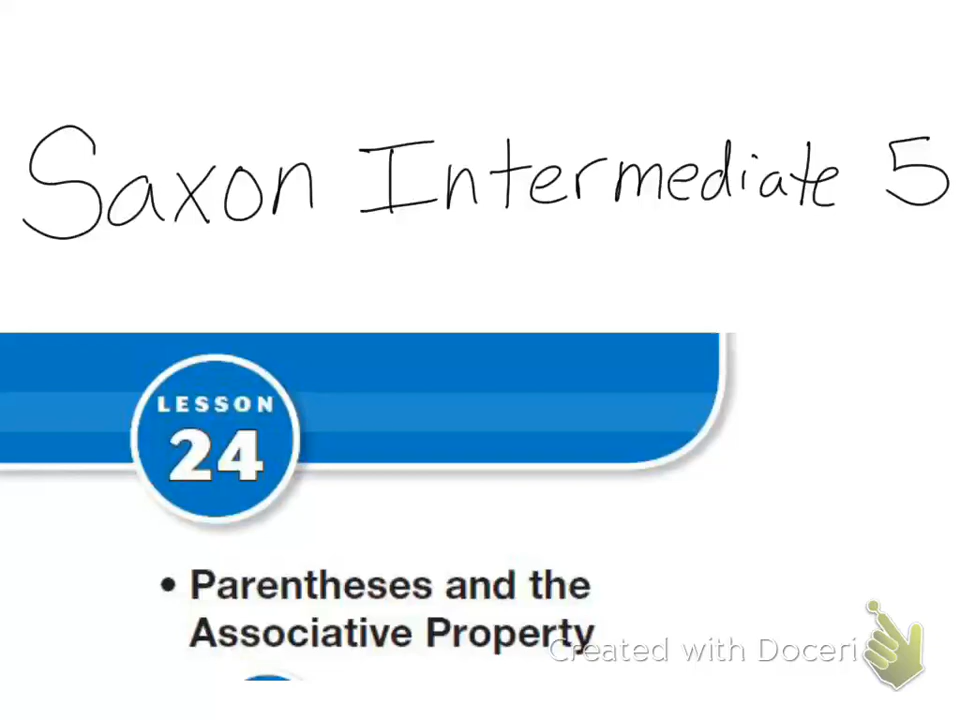 Saxon Intermediate 5
LESSON
24
• Parentheses and the
Associative Property
Created with Doceri